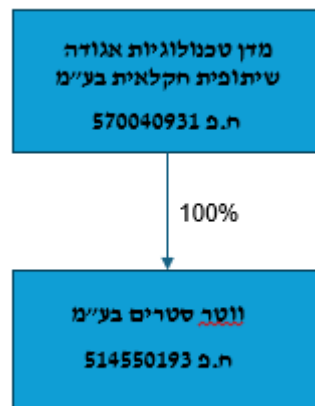 מדן טכנולוגיות אגודה
שיתופית חקלאית בע״מ
ח.פ 570040931
100%
ווטר סטרים בע״מ
ח.פ 514550193